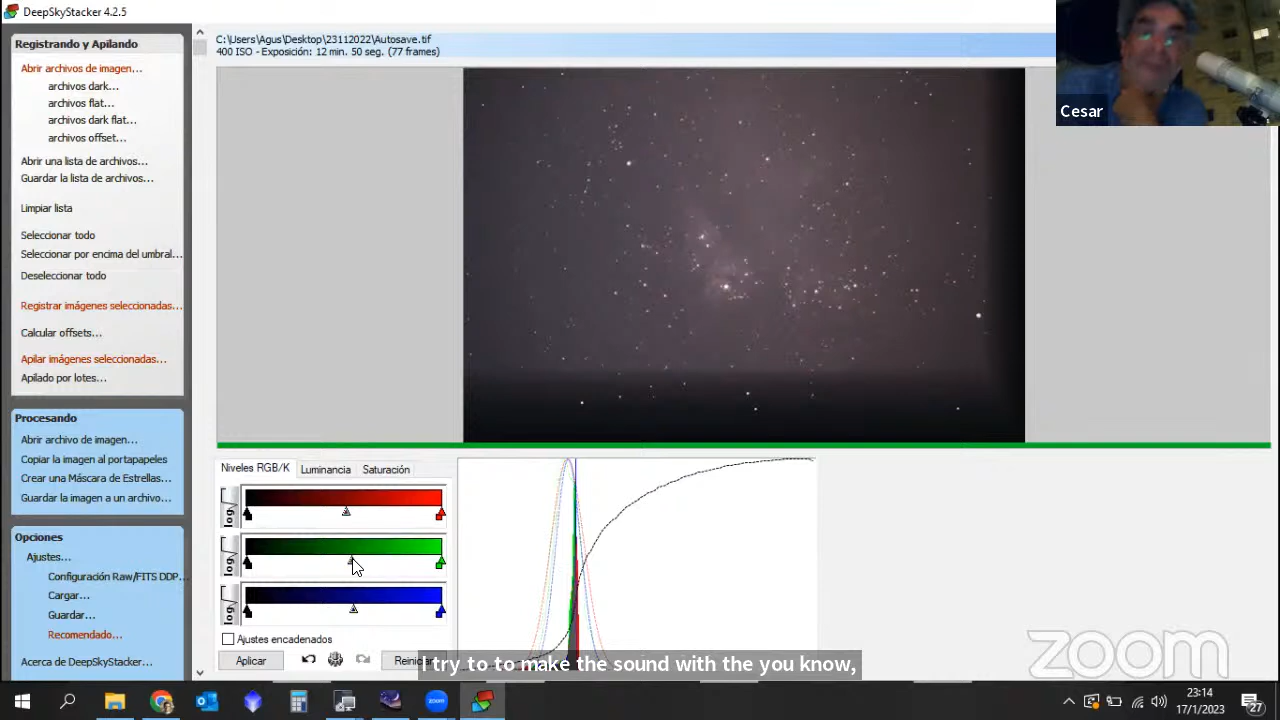 DeepSkyStacker 4.2.5
Registrando y Apilando
Abrir archivos de imagen...
archivos dark...
archivos flat...
archivos dark flat...
archivos offset...
Abrir una lista de archivos...
Guardar la lista de archivos...
Limpiar lista
Seleccionar todo
Seleccionar por encima del umbral...
Deseleccionar todo
Registrar imágenes seleccionadas...
Calcular offsets...
Apilar imágenes seleccionadas...
Apilado por lotes...
Procesando
Abrir archivo de imagen...
Copiar la imagen al portapapeles
Crear una Máscara de Estrellas...
Guardar la imagen a un archivo...
Opciones
Ajustes...
Configuración Raw/FITS DDP...
Cargar...
Guardar...
Recomendado...
Acerca de DeepSkyStacker...
C:\Users\Agus\Desktop\23112022\Autosave.tif
400 ISO - Exposición: 12 min. 50 seg. (77 frames)
Cesar
Niveles RGB/K
Luminancia
Saturación
log
log
log
Ajustes encadenados
Aplicar
Reinicia
I try to to make the sound with the you know,
zoom
zoom
23:14
17/1/2023
27